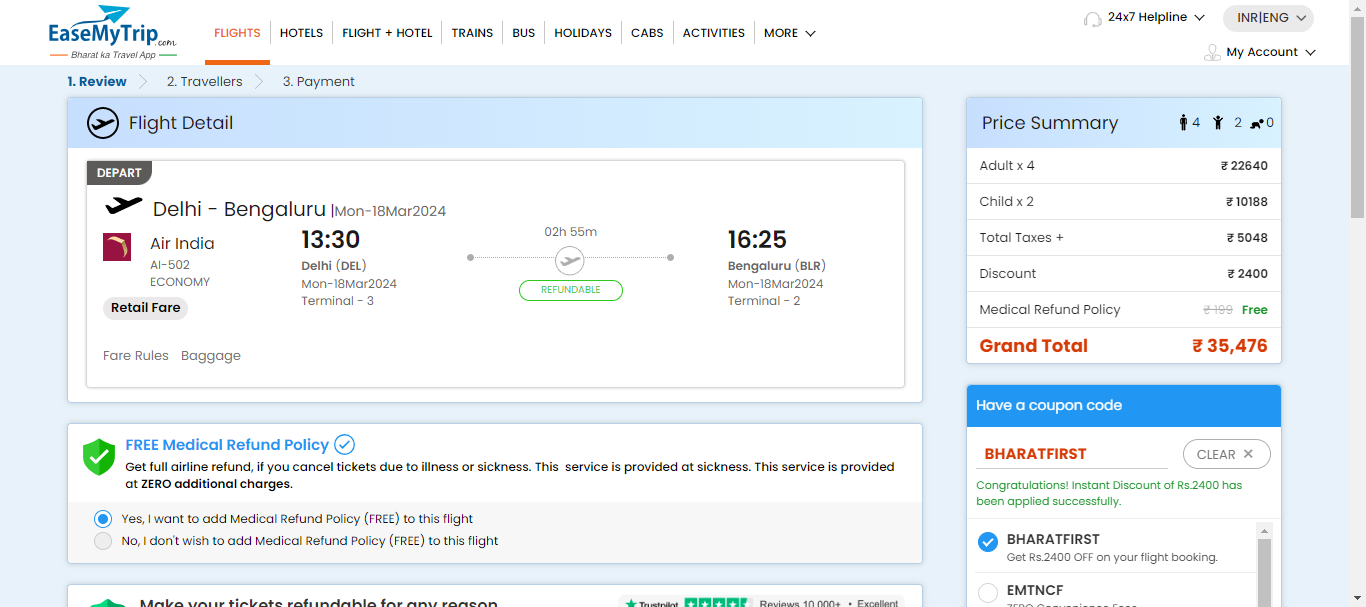 EaseMyTrip.com
Bharat ka Travel App
FLIGHTS HOTELS FLIGHT + HOTEL TRAINS BUS HOLIDAYS CABS ACTIVITIES MORE
24x7 Helpline
INR|ENG
My Account
1. Review 2. Travellers 3. Payment
Flight Detail
DEPART
Delhi - Bengaluru |Mon-18Mar2024
Air India
AI-502
ECONOMY
Retail Fare
13:30
Delhi (DEL)
Mon-18Mar2024
Terminal - 3
02h 55m
REFUNDABLE
16:25
Bengaluru (BLR)
Mon-18Mar2024
Terminal - 2
Fare Rules Baggage
FREE Medical Refund Policy
Get full airline refund, if you cancel tickets due to illness or sickness. This service is provided at sickness. This service is provided
at ZERO additional charges.
Yes, I want to add Medical Refund Policy (FREE) to this flight
No, I don't wish to add Medical Refund Policy (FREE) to this flight
Make your tickets refundable for any reason
Trustpilot Reviews 10,000+ • Excellent
Price Summary 4 2 0
Adult x 4 ₹ 22640
Child x 2 ₹ 10188
Total Taxes + ₹ 5048
Discount ₹ 2400
Medical Refund Policy ₹ 199 Free
Grand Total ₹ 35,476
Have a coupon code
BHARATFIRST
CLEAR ✕
Congratulations! Instant Discount of Rs.2400 has
been applied successfully.
BHARATFIRST
Get Rs.2400 OFF on your flight booking.
EMTNCF
ZERO Convenience Fees